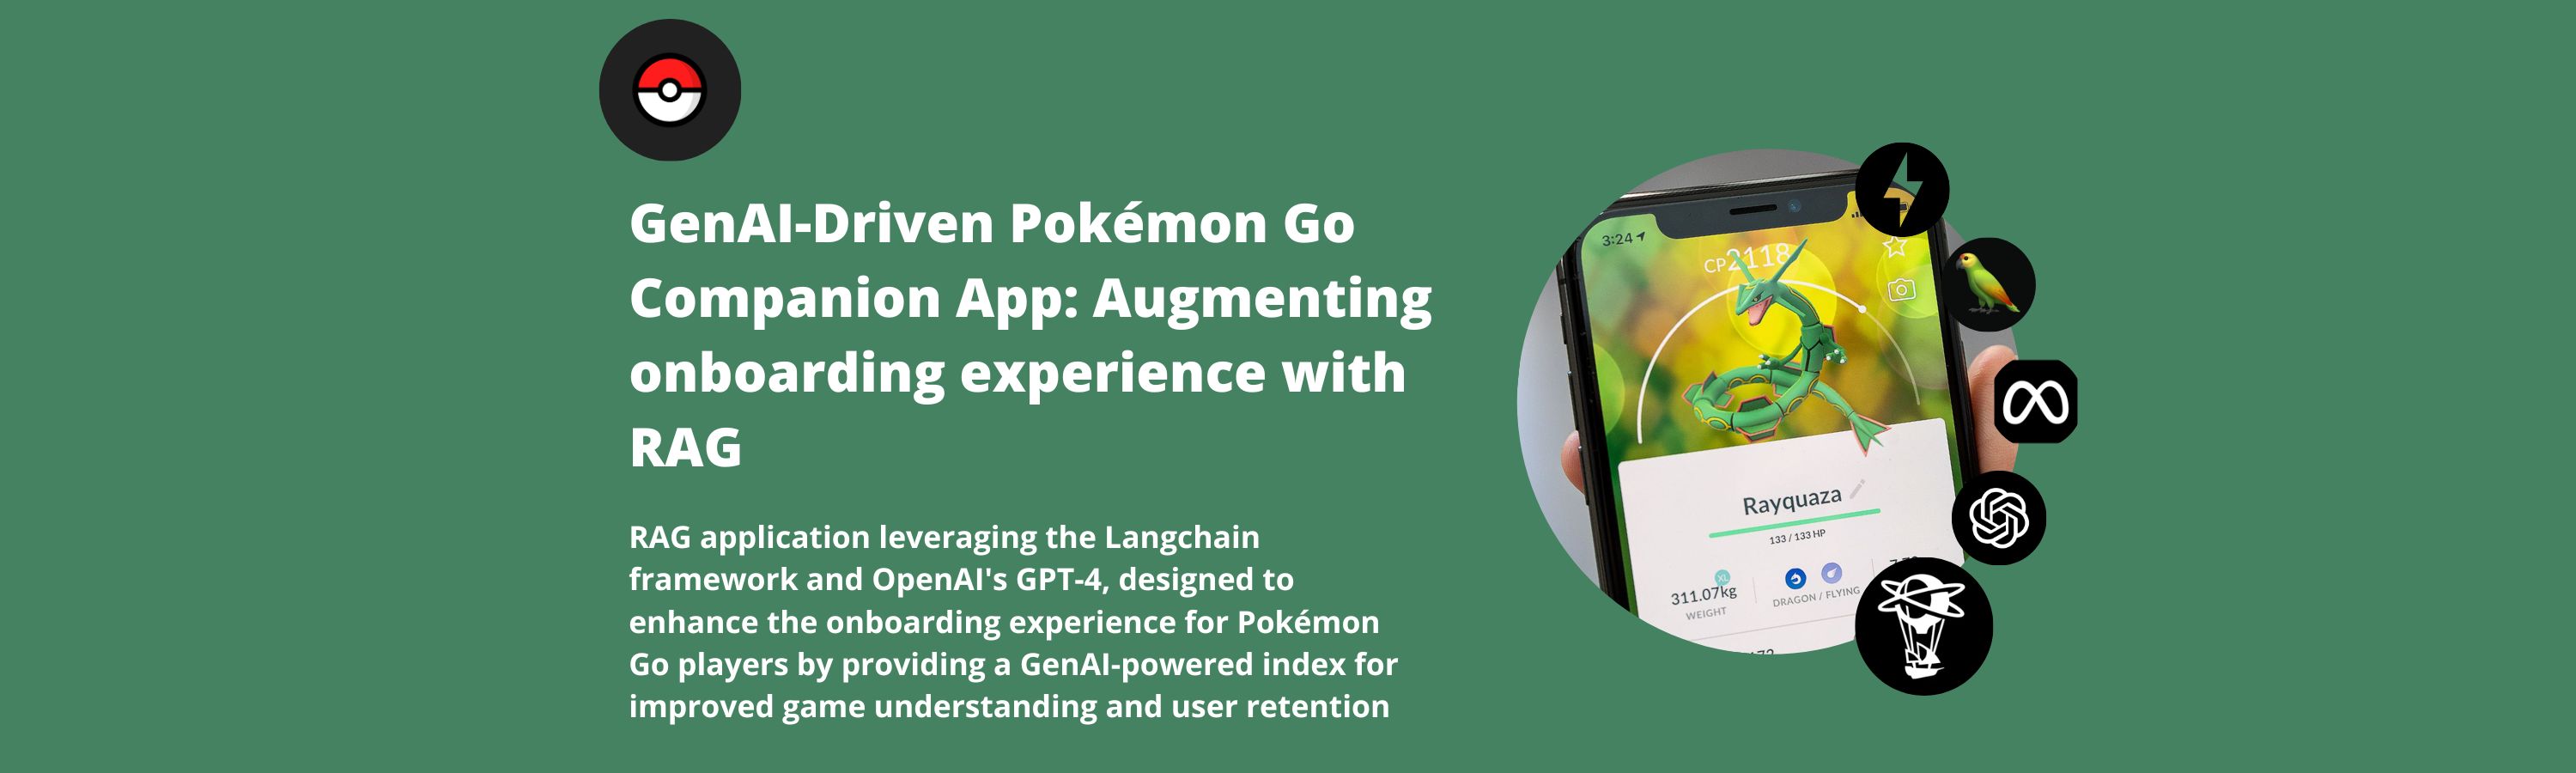 GenAI-Driven Pokémon Go
Companion App: Augmenting
onboarding experience with
RAG
RAG application leveraging the Langchain
framework and OpenAI's GPT-4, designed to
enhance the onboarding experience for Pokémon
Go players by providing a GenAI-powered index for
improved game understanding and user retention
3:24
CP2118
Rayquaza
133 / 133 HP
XL
311.07kg
WEIGHT
DRAGON / FLYING